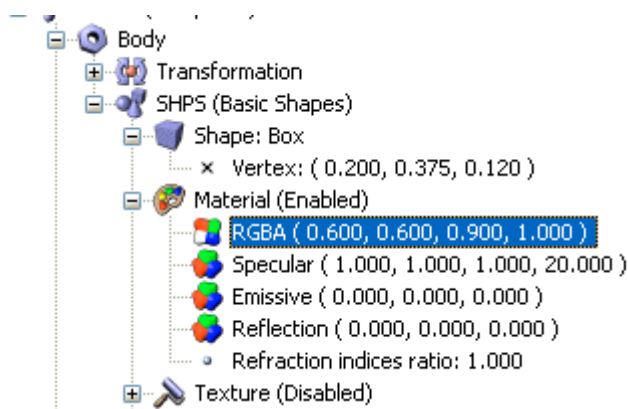 Body
Transformation
SHPS (Basic Shapes)
Shape: Box
Vertex: ( 0.200, 0.375, 0.120 )
Material (Enabled)
RGBA ( 0.600, 0.600, 0.900, 1.000 )
Specular ( 1.000, 1.000, 1.000, 20.000 )
Emissive ( 0.000, 0.000, 0.000 )
Reflection ( 0.000, 0.000, 0.000 )
Refraction indices ratio: 1.000
Texture (Disabled)